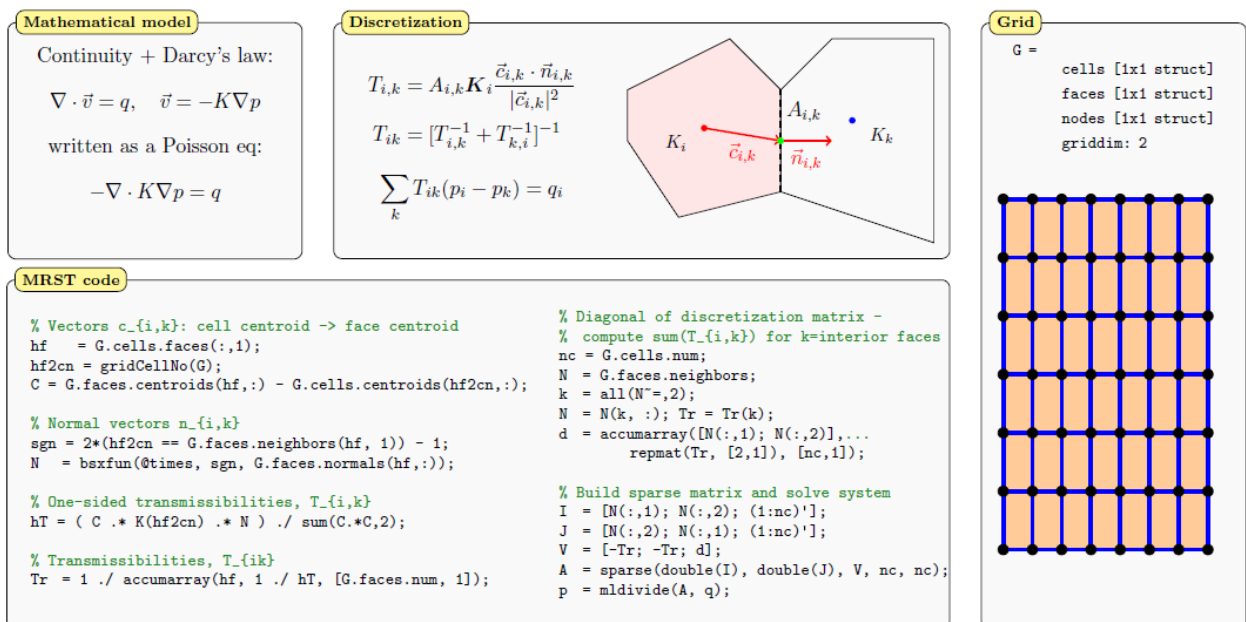 Mathematical model
Continuity + Darcy's law:
∇ · v⃗ = q, v⃗ = −K∇p
written as a Poisson eq:
−∇ · K∇p = q
Discretization
T_{i,k} = A_{i,k} K_i \frac{c⃗_{i,k} · n⃗_{i,k}}{|c⃗_{i,k}|^2}
T_{ik} = [T_{i,k}^{-1} + T_{k,i}^{-1}]^{-1}
\sum_k T_{ik}(p_i − p_k) = q_i
A_{i,k}
K_i
K_k
c⃗_{i,k}
n⃗_{i,k}
Grid
G =
cells [1x1 struct]
faces [1x1 struct]
nodes [1x1 struct]
griddim: 2
MRST code
% Vectors c_{i,k}: cell centroid -> face centroid
hf = G.cells.faces(:,1);
hf2cn = gridCellNo(G);
C = G.faces.centroids(hf,:) - G.cells.centroids(hf2cn,:);
% Normal vectors n_{i,k}
sgn = 2*(hf2cn == G.faces.neighbors(hf, 1)) - 1;
N = bsxfun(@times, sgn, G.faces.normals(hf,:));
% One-sided transmissibilities, T_{i,k}
hT = ( C .* K(hf2cn) .* N ) ./ sum(C.*C,2);
% Transmissibilities, T_{ik}
Tr = 1 ./ accumarray(hf, 1 ./ hT, [G.faces.num, 1]);
% Diagonal of discretization matrix -
% compute sum(T_{i,k}) for k=interior faces
nc = G.cells.num;
N = G.faces.neighbors;
k = all(N~=,2);
N = N(k, :); Tr = Tr(k);
d = accumarray([N(:,1); N(:,2)],...
repmat(Tr, [2,1]), [nc,1]);
% Build sparse matrix and solve system
I = [N(:,1); N(:,2); (1:nc)'];
J = [N(:,2); N(:,1); (1:nc)'];
V = [-Tr; -Tr; d];
A = sparse(double(I), double(J), V, nc, nc);
p = mldivide(A, q);